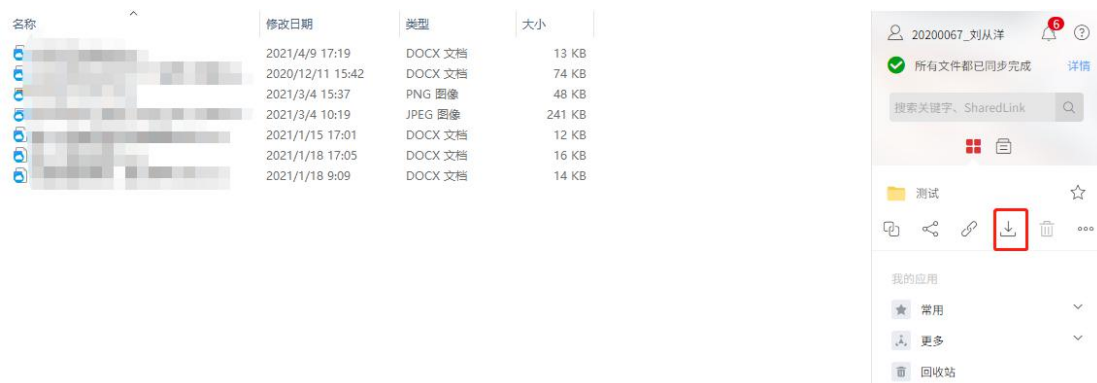 名称 修改日期 类型 大小
2021/4/9 17:19 DOCX 文档 13 KB
2020/12/11 15:42 DOCX 文档 74 KB
2021/3/4 15:37 PNG 图像 48 KB
2021/3/4 10:19 JPEG 图像 241 KB
2021/1/15 17:01 DOCX 文档 12 KB
2021/1/18 17:05 DOCX 文档 16 KB
2021/1/18 9:09 DOCX 文档 14 KB
20200067_刘从洋 6
所有文件都已同步完成 详情
搜索关键字、SharedLink
测试
我的应用
常用
更多
回收站